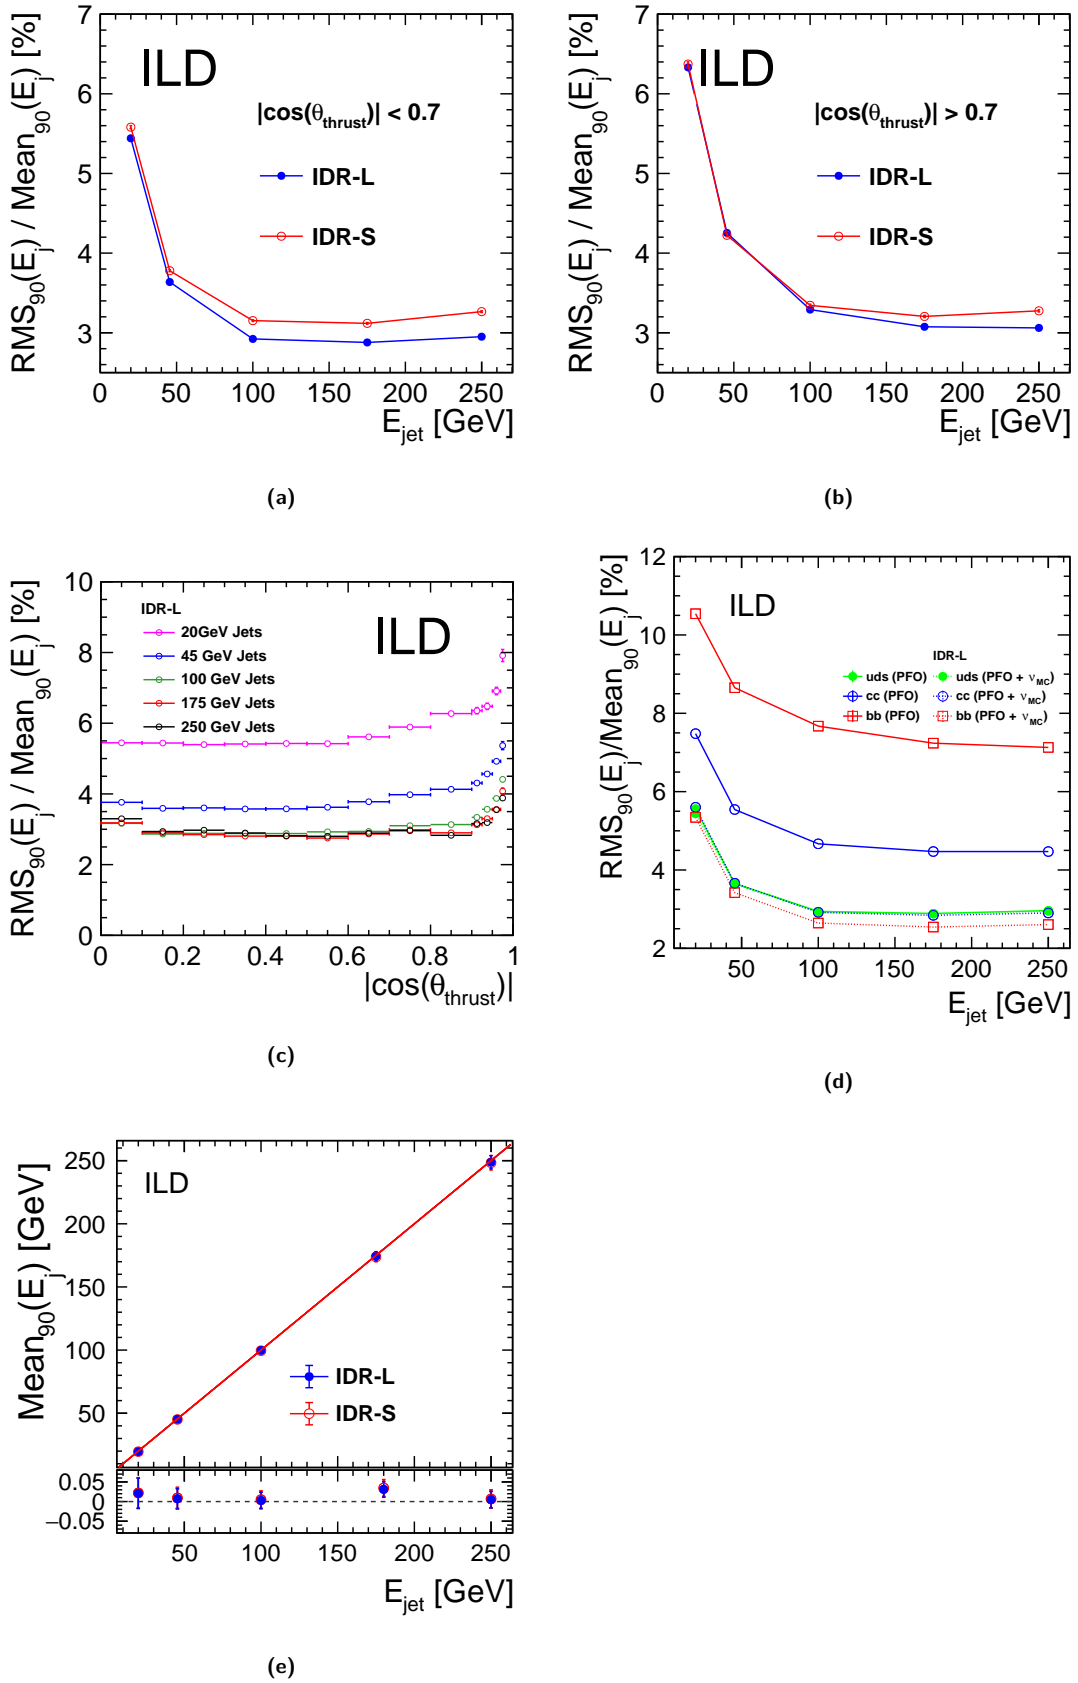 ILD
|cos(θthrust)| < 0.7
IDR-L
IDR-S
RMS90(Ej) / Mean90(Ej) [%]
7
6
5
4
3
0 50 100 150 200 250
Ejet [GeV]
(a)
ILD
|cos(θthrust)| > 0.7
IDR-L
IDR-S
RMS90(Ej) / Mean90(Ej) [%]
7
6
5
4
3
0 50 100 150 200 250
Ejet [GeV]
(b)
ILD
IDR-L
20GeV Jets
45 GeV Jets
100 GeV Jets
175 GeV Jets
250 GeV Jets
RMS90(Ej) / Mean90(Ej) [%]
10
8
6
4
2
0
0 0.2 0.4 0.6 0.8 1
|cos(θthrust)|
(c)
ILD
IDR-L
uds (PFO) uds (PFO + νMC)
cc (PFO) cc (PFO + νMC)
bb (PFO) bb (PFO + νMC)
RMS90(Ej)/Mean90(Ej) [%]
12
10
8
6
4
2
50 100 150 200 250
Ejet [GeV]
(d)
ILD
IDR-L
IDR-S
Mean90(Ej) [GeV]
250
200
150
100
50
0.05
0
−0.05
50 100 150 200 250
Ejet [GeV]
(e)